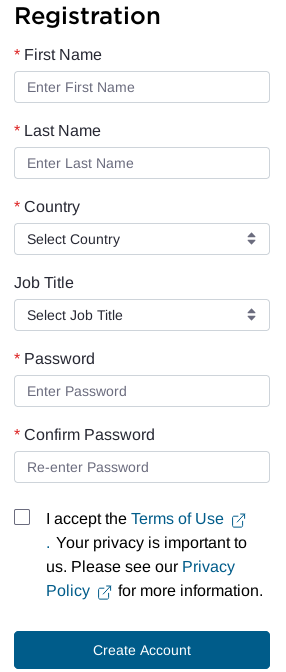 Registration
* First Name
Enter First Name
* Last Name
Enter Last Name
* Country
Select Country
Job Title
Select Job Title
* Password
Enter Password
* Confirm Password
Re-enter Password
I accept the Terms of Use
. Your privacy is important to
us. Please see our Privacy
Policy for more information.
Create Account